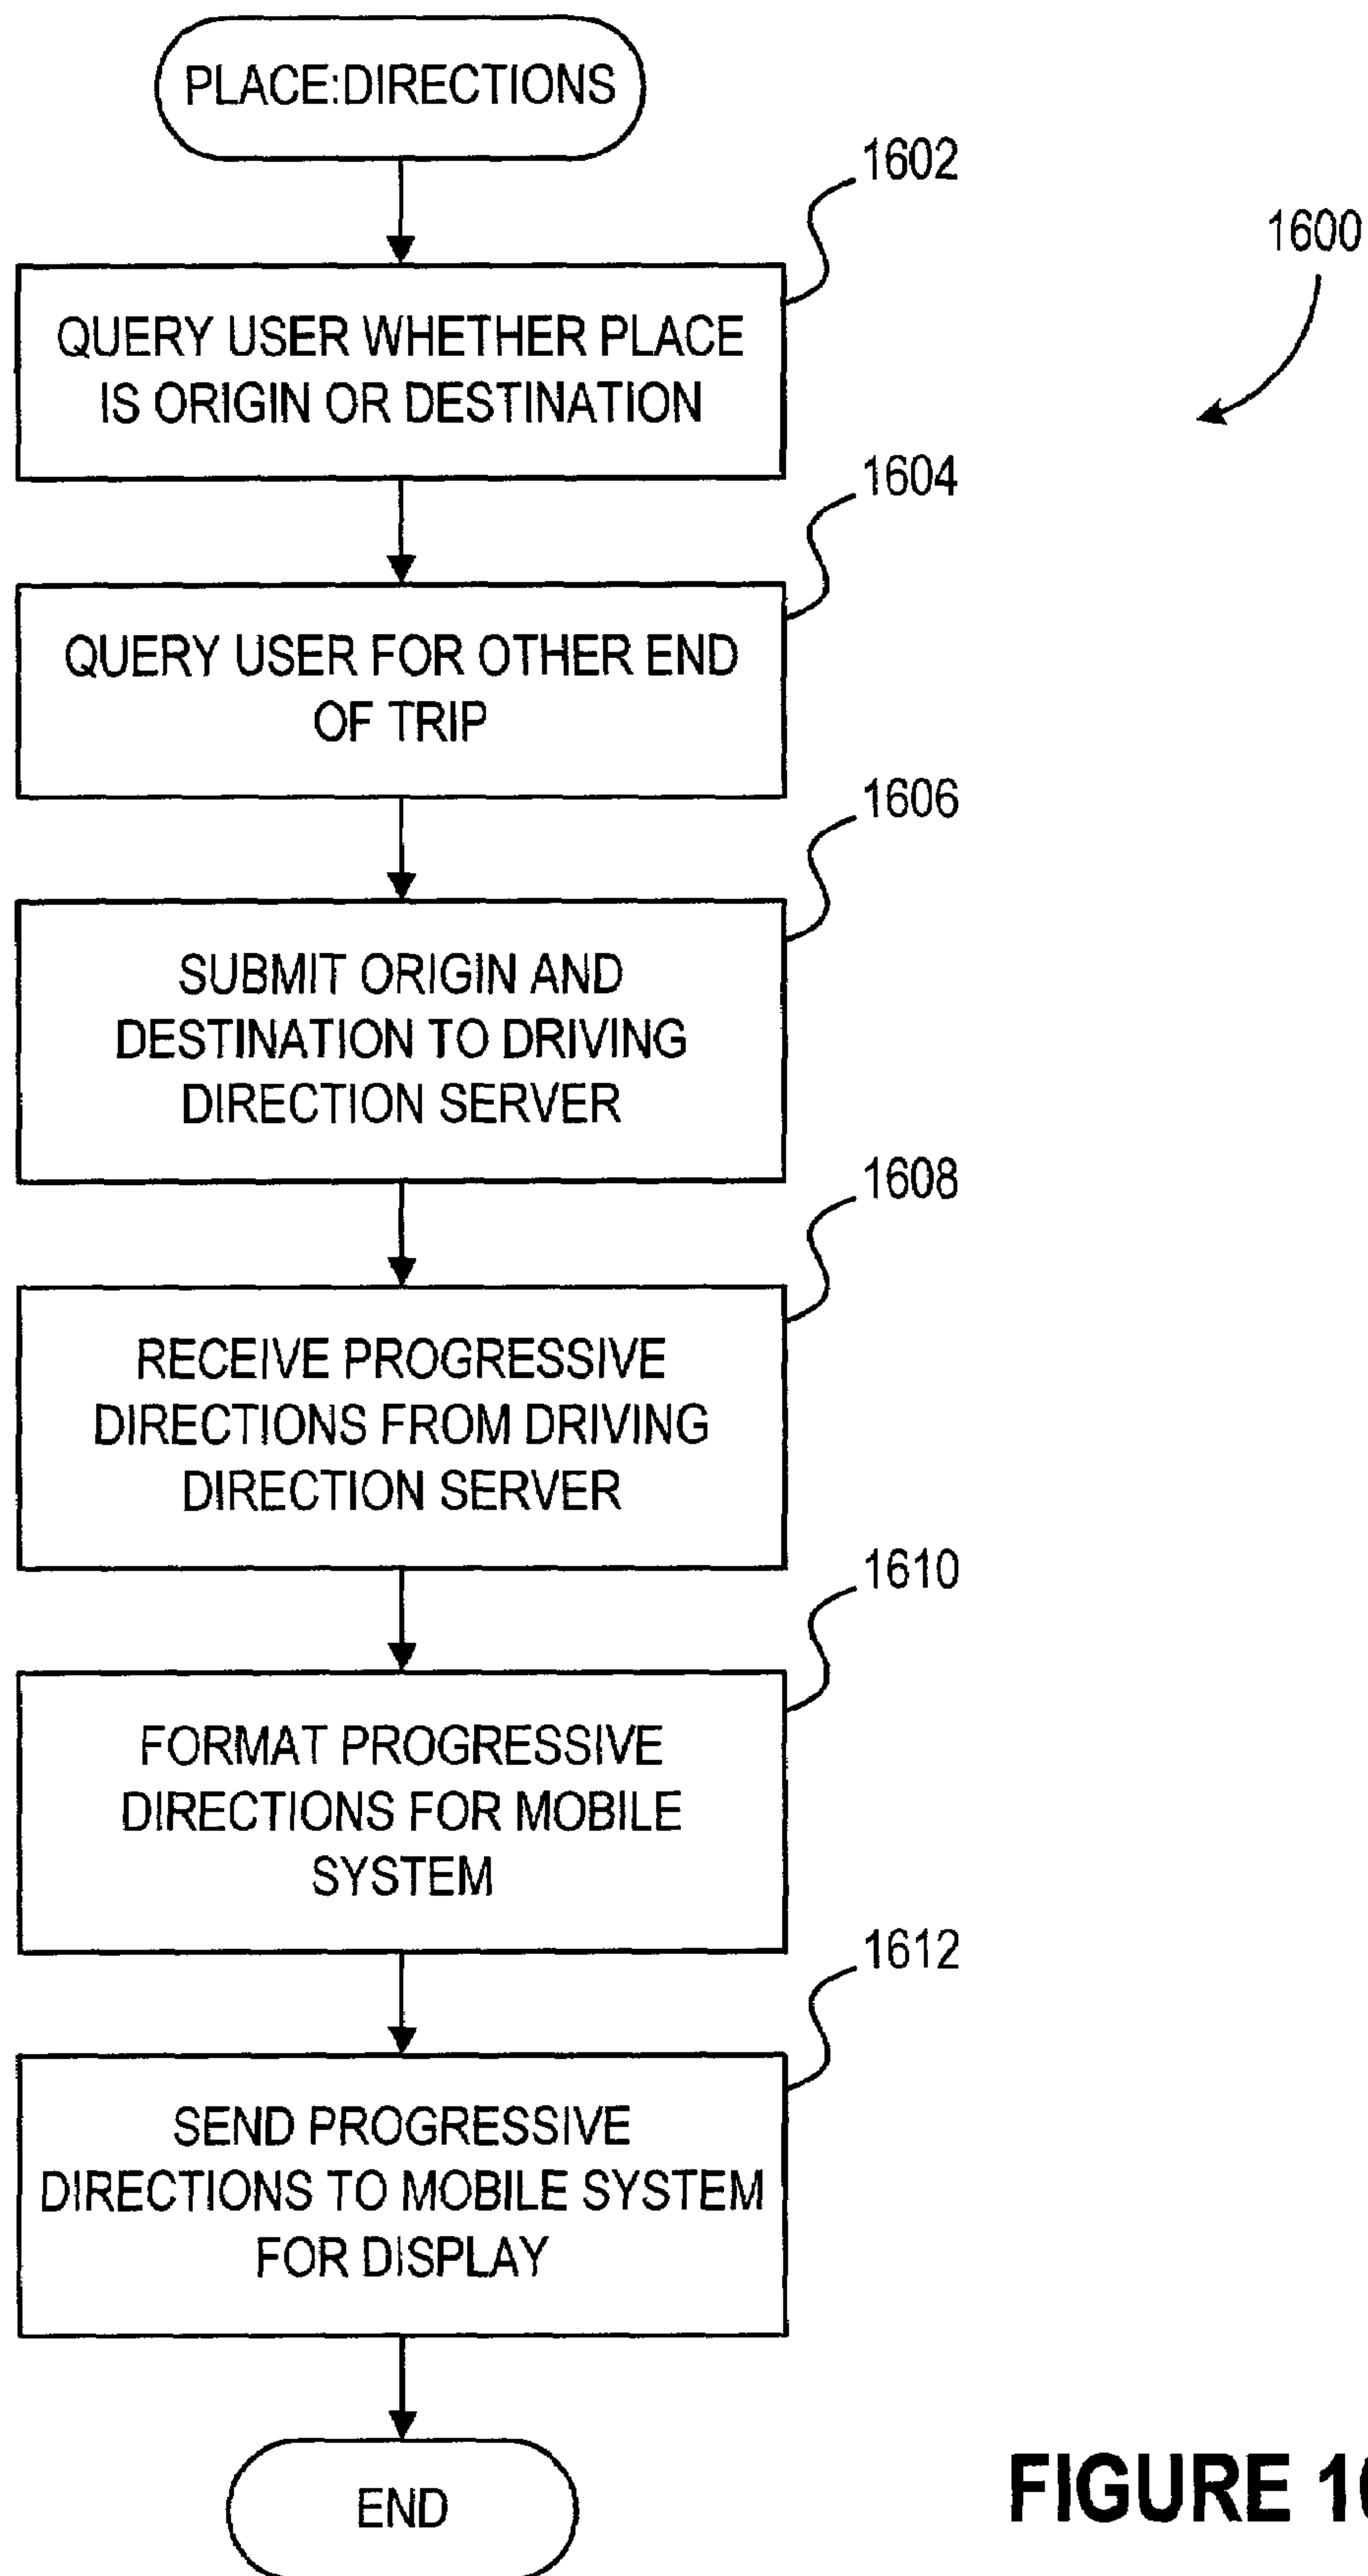 PLACE:DIRECTIONS
1602
1600
QUERY USER WHETHER PLACE
IS ORIGIN OR DESTINATION
1604
QUERY USER FOR OTHER END
OF TRIP
1606
SUBMIT ORIGIN AND
DESTINATION TO DRIVING
DIRECTION SERVER
1608
RECEIVE PROGRESSIVE
DIRECTIONS FROM DRIVING
DIRECTION SERVER
1610
FORMAT PROGRESSIVE
DIRECTIONS FOR MOBILE
SYSTEM
1612
SEND PROGRESSIVE
DIRECTIONS TO MOBILE SYSTEM
FOR DISPLAY
END
FIGURE 16